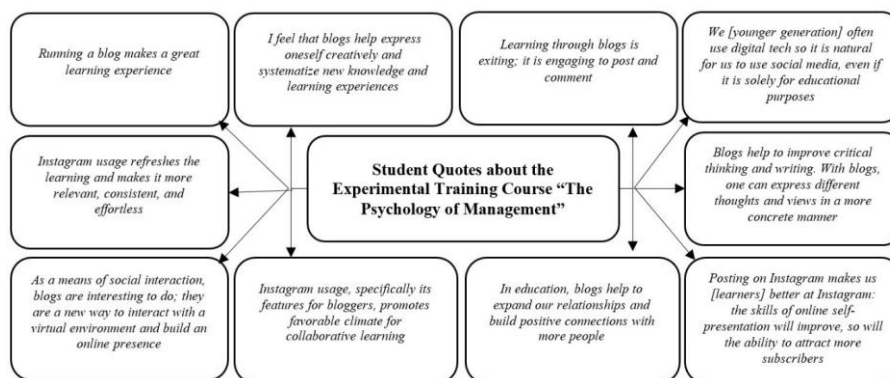 Running a blog makes a great
learning experience
I feel that blogs help express
oneself creatively and
systematize new knowledge and
learning experiences
Learning through blogs is
exiting; it is engaging to post and
comment
We [younger generation] often
use digital tech so it is natural
for us to use social media, even if
it is solely for educational
purposes
Instagram usage refreshes the
learning and makes it more
relevant, consistent, and
effortless
Student Quotes about the
Experimental Training Course “The
Psychology of Management”
Blogs help to improve critical
thinking and writing. With blogs,
one can express different
thoughts and views in a more
concrete manner
As a means of social interaction,
blogs are interesting to do; they
are a new way to interact with a
virtual environment and build an
online presence
Instagram usage, specifically its
features for bloggers, promotes
favorable climate for
collaborative learning
In education, blogs help to
expand our relationships and
build positive connections with
more people
Posting on Instagram makes us
[learners] better at Instagram:
the skills of online self-
presentation will improve, so will
the ability to attract more
subscribers